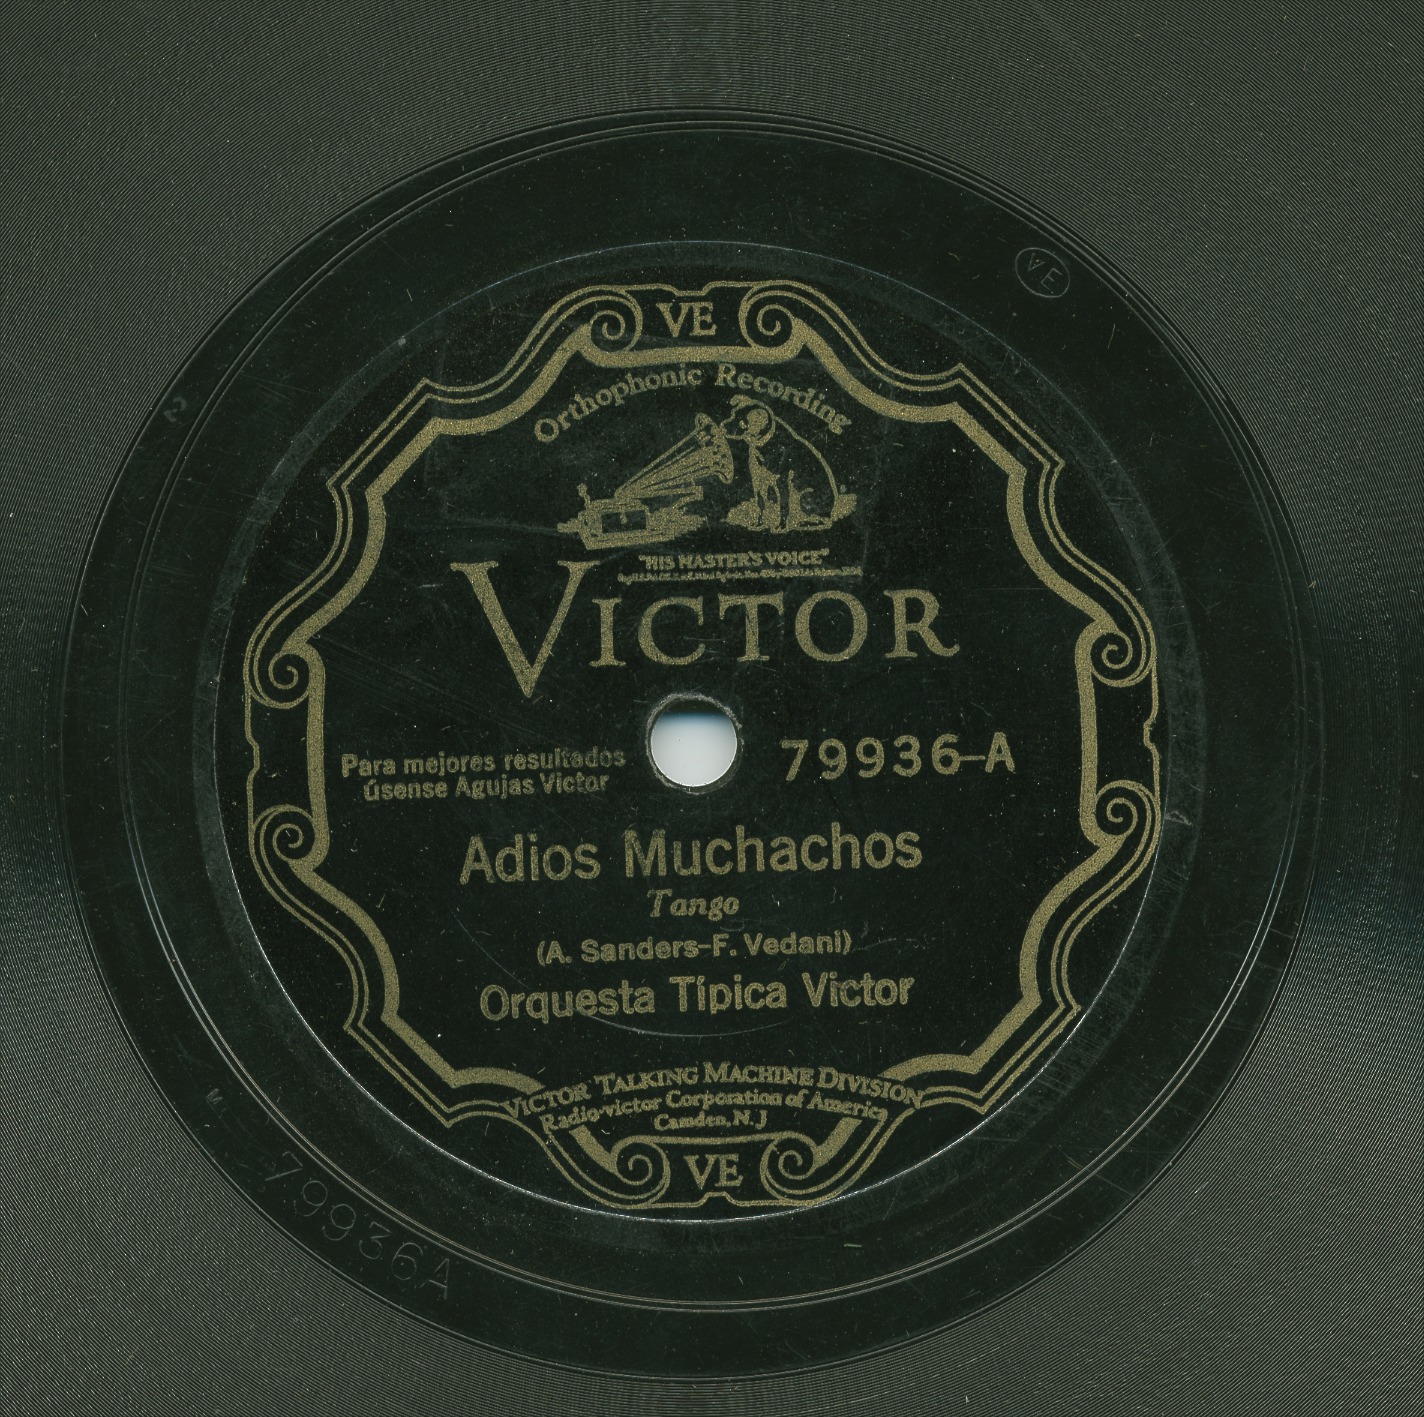 VE
VE
Orthophonic Recording
"HIS MASTER'S VOICE"
VICTOR
Para mejores resultados
úsense Agujas Victor
79936-A
Adios Muchachos
Tango
(A. Sanders-F. Vedani)
Orquesta Típica Victor
VICTOR TALKING MACHINE DIVISION
Radio-victor Corporation of America
Camden, N. J
VE
79936A
2